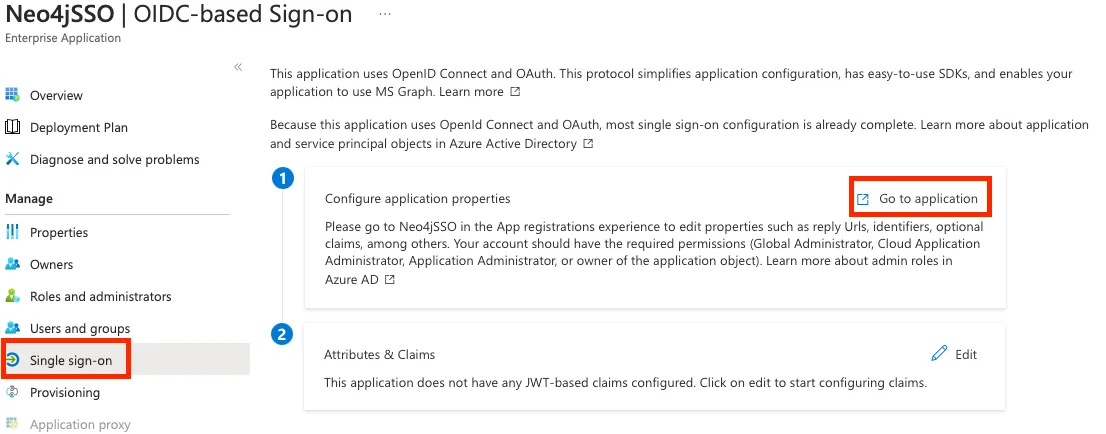 Neo4jSSO | OIDC-based Sign-on ...
Enterprise Application
«
Overview
Deployment Plan
Diagnose and solve problems
Manage
Properties
Owners
Roles and administrators
Users and groups
Single sign-on
Provisioning
Application proxy
This application uses OpenID Connect and OAuth. This protocol simplifies application configuration, has easy-to-use SDKs, and enables your
application to use MS Graph. Learn more
Because this application uses OpenId Connect and OAuth, most single sign-on configuration is already complete. Learn more about application
and service principal objects in Azure Active Directory
1
Configure application properties
Go to application
Please go to Neo4jSSO in the App registrations experience to edit properties such as reply Urls, identifiers, optional
claims, among others. Your account should have the required permissions (Global Administrator, Cloud Application
Administrator, Application Administrator, or owner of the application object). Learn more about admin roles in
Azure AD
2
Attributes & Claims
Edit
This application does not have any JWT-based claims configured. Click on edit to start configuring claims.